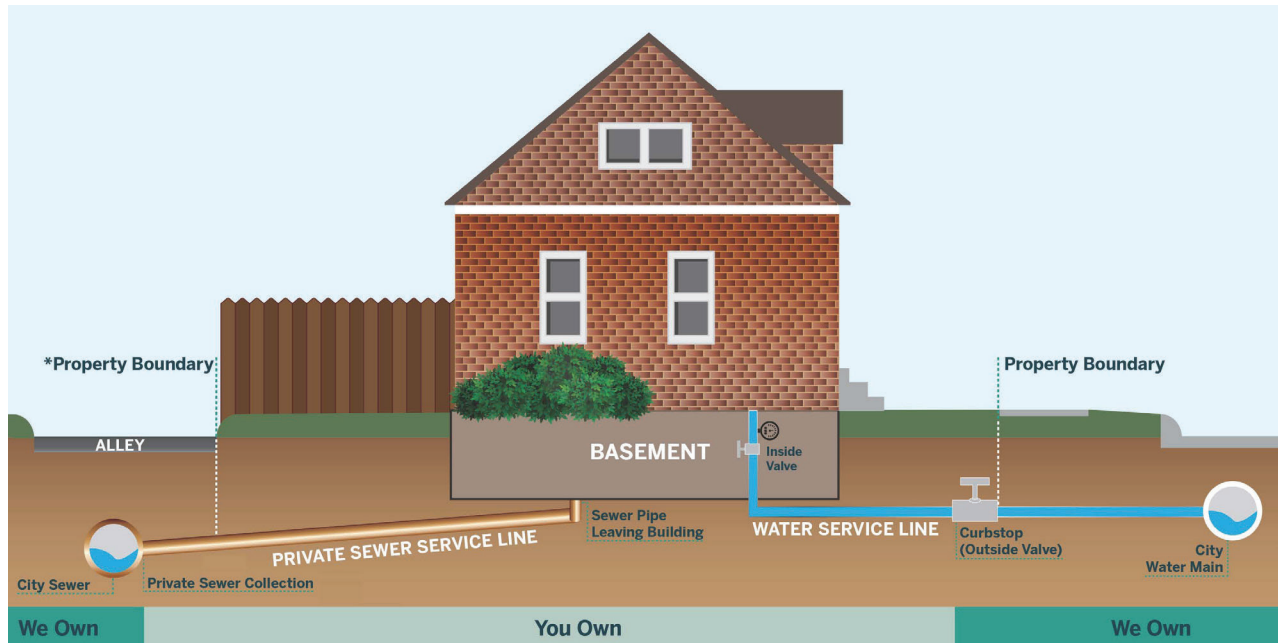 *Property Boundary
Property Boundary
ALLEY
BASEMENT
Inside
Valve
Sewer Pipe
Leaving Building
WATER SERVICE LINE
Curbstop
(Outside Valve)
City
Water Main
PRIVATE SEWER SERVICE LINE
City Sewer
Private Sewer Collection
We Own
You Own
We Own